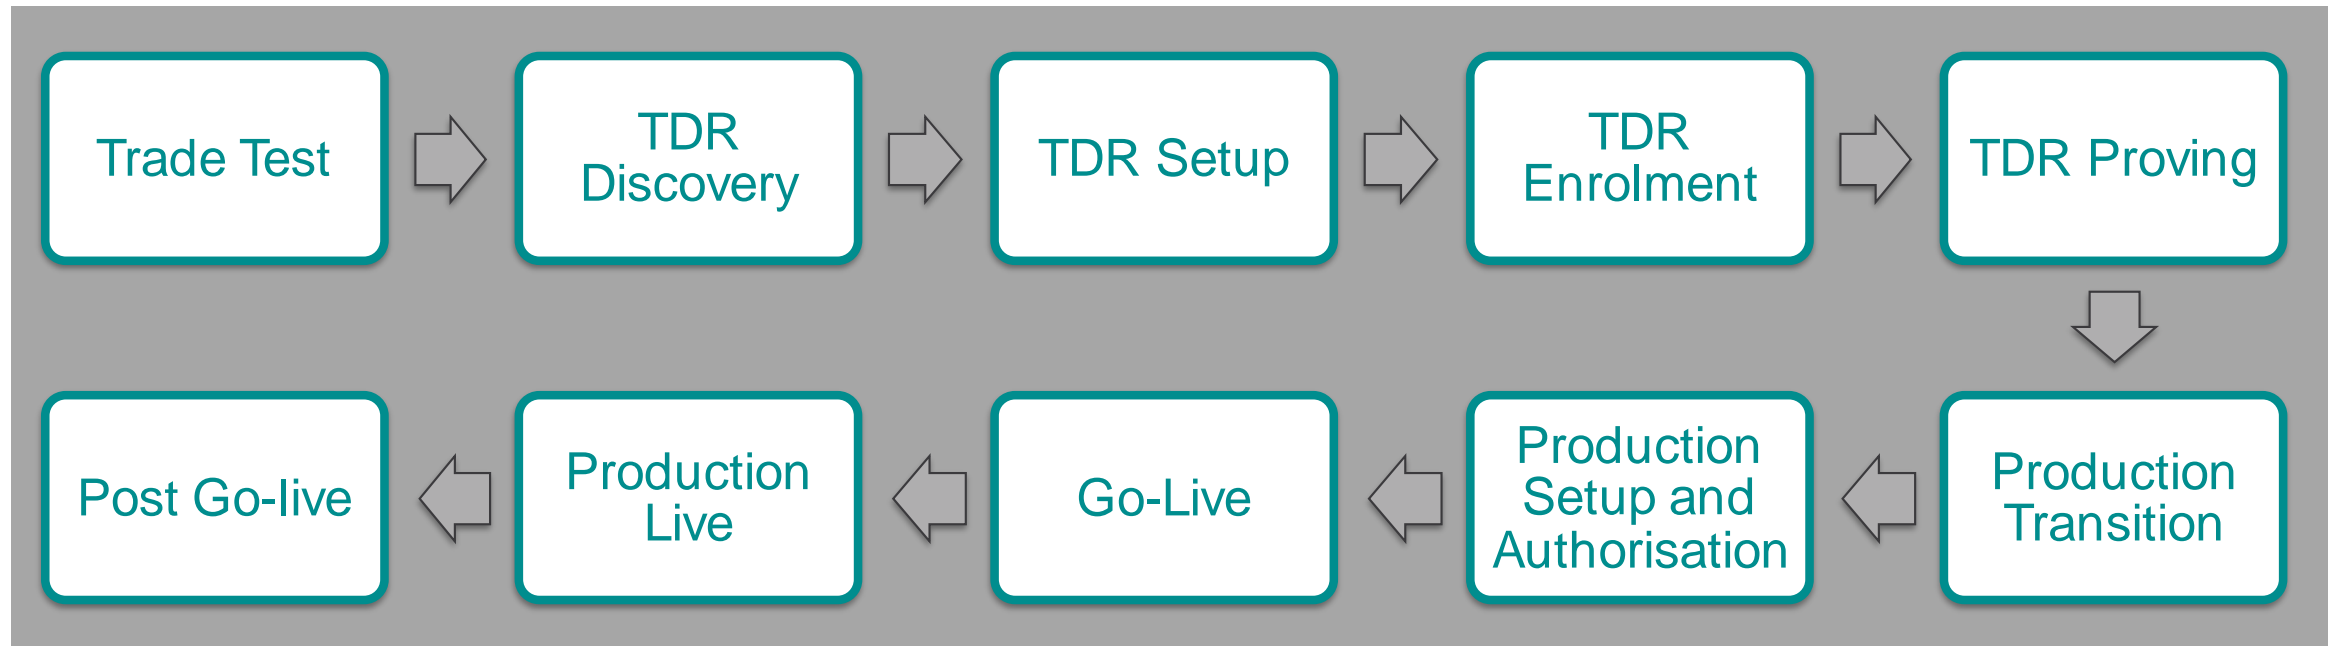 Trade Test
TDR
Discovery
TDR Setup
TDR
Enrolment
TDR Proving
Post Go-live
Production
Live
Go-Live
Production
Setup and
Authorisation
Production
Transition